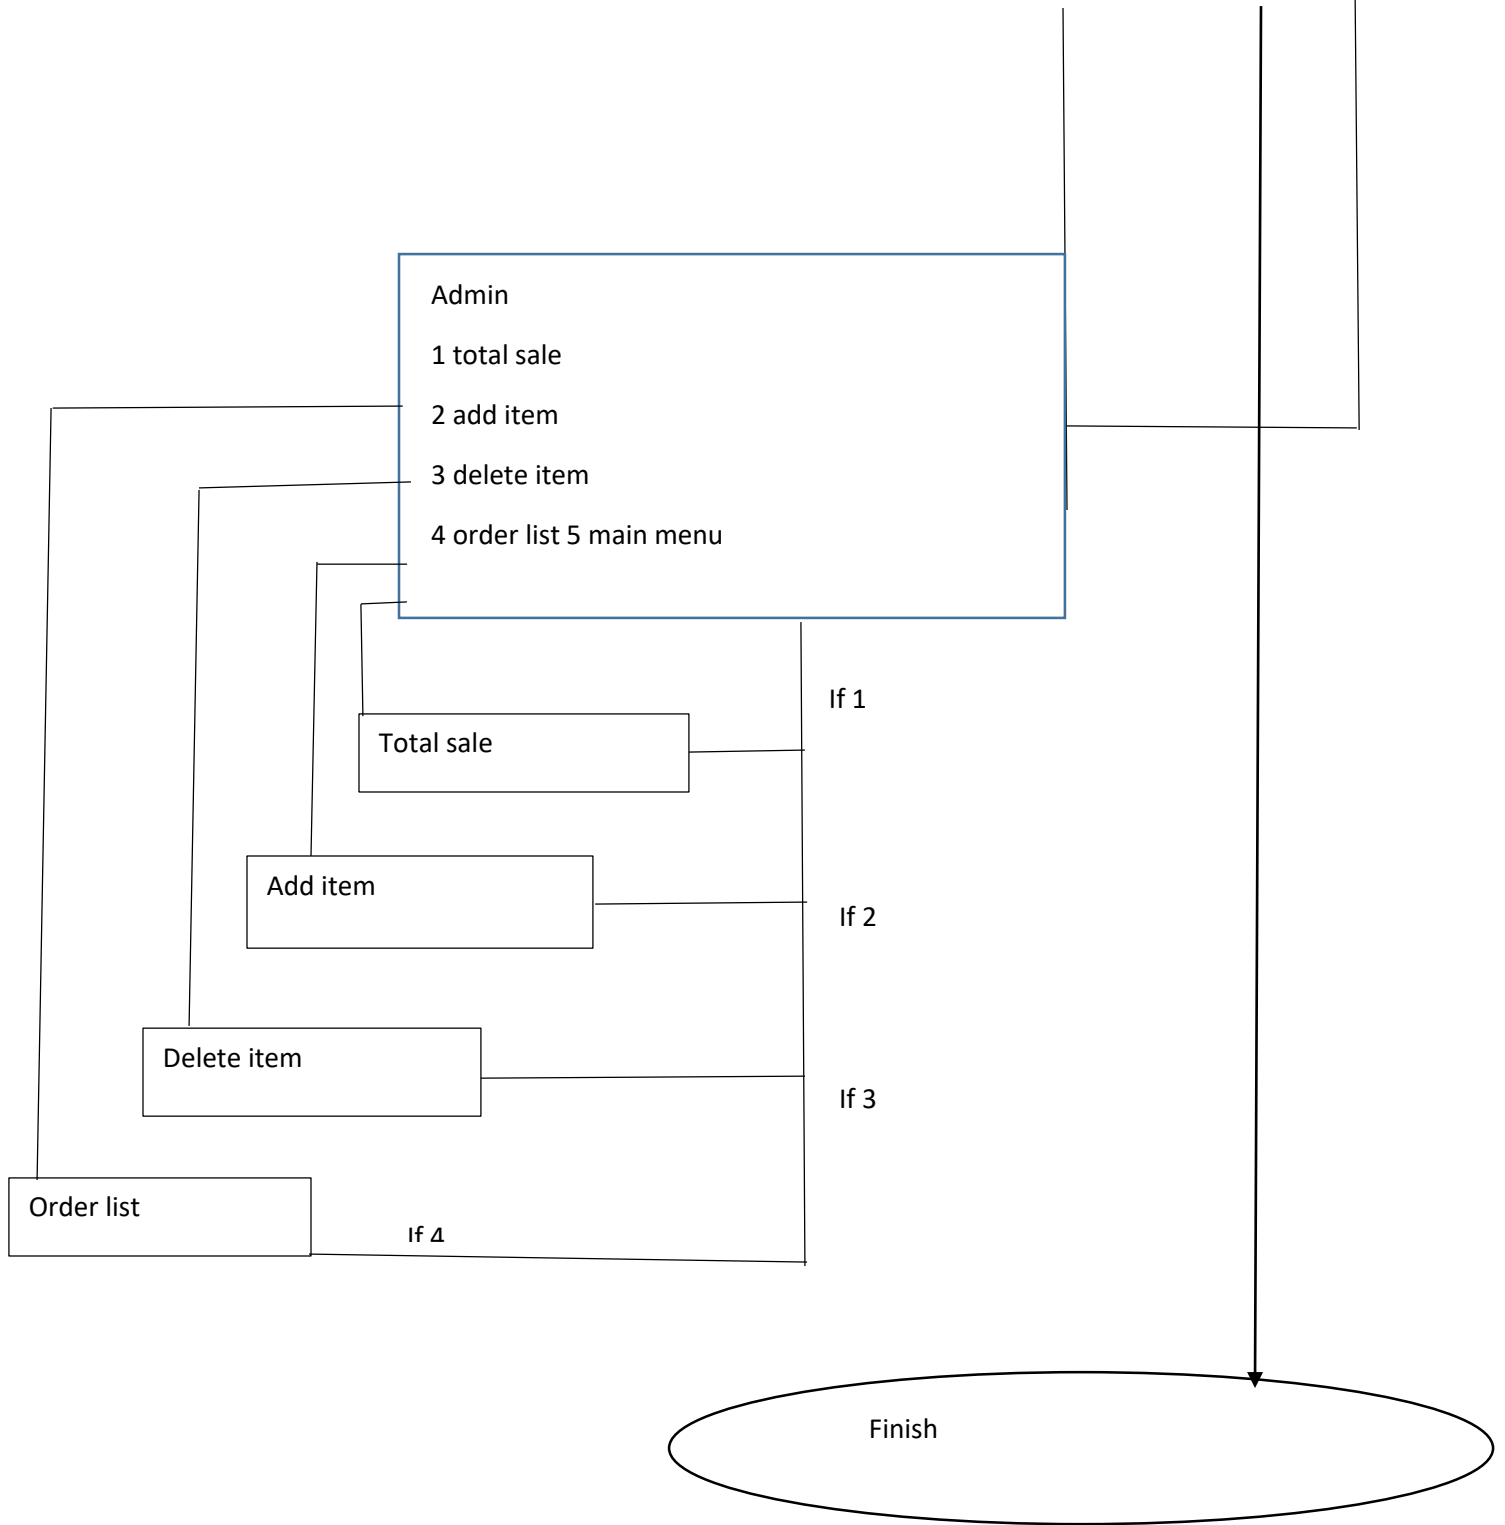 Admin
1 total sale
2 add item
3 delete item
4 order list 5 main menu
If 1
Total sale
Add item
If 2
Delete item
If 3
Order list
If 4
Finish